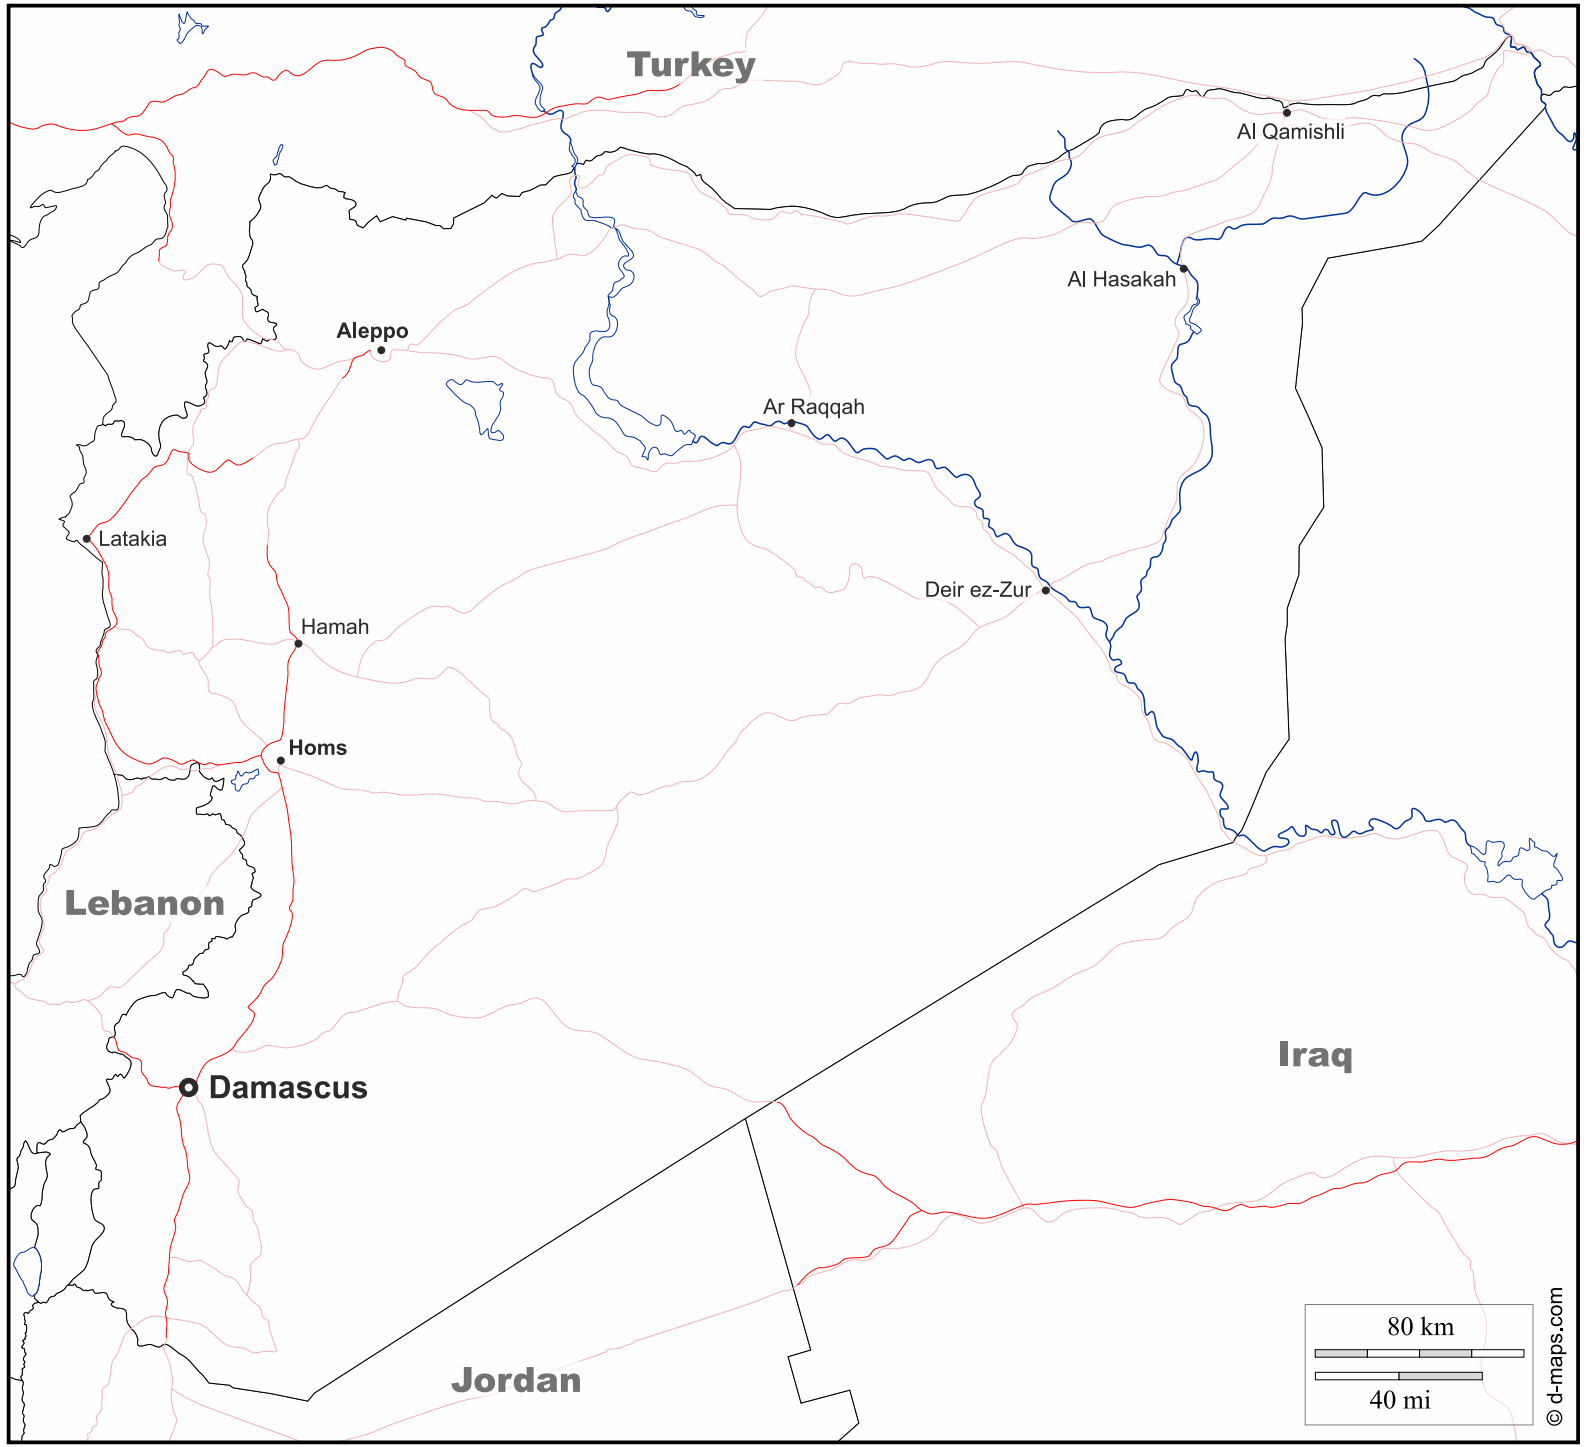 Turkey
Al Qamishli
Al Hasakah
Aleppo
Ar Raqqah
Latakia
Deir ez-Zur
Hamah
Homs
Lebanon
Iraq
Damascus
Jordan
80 km
40 mi
© d-maps.com